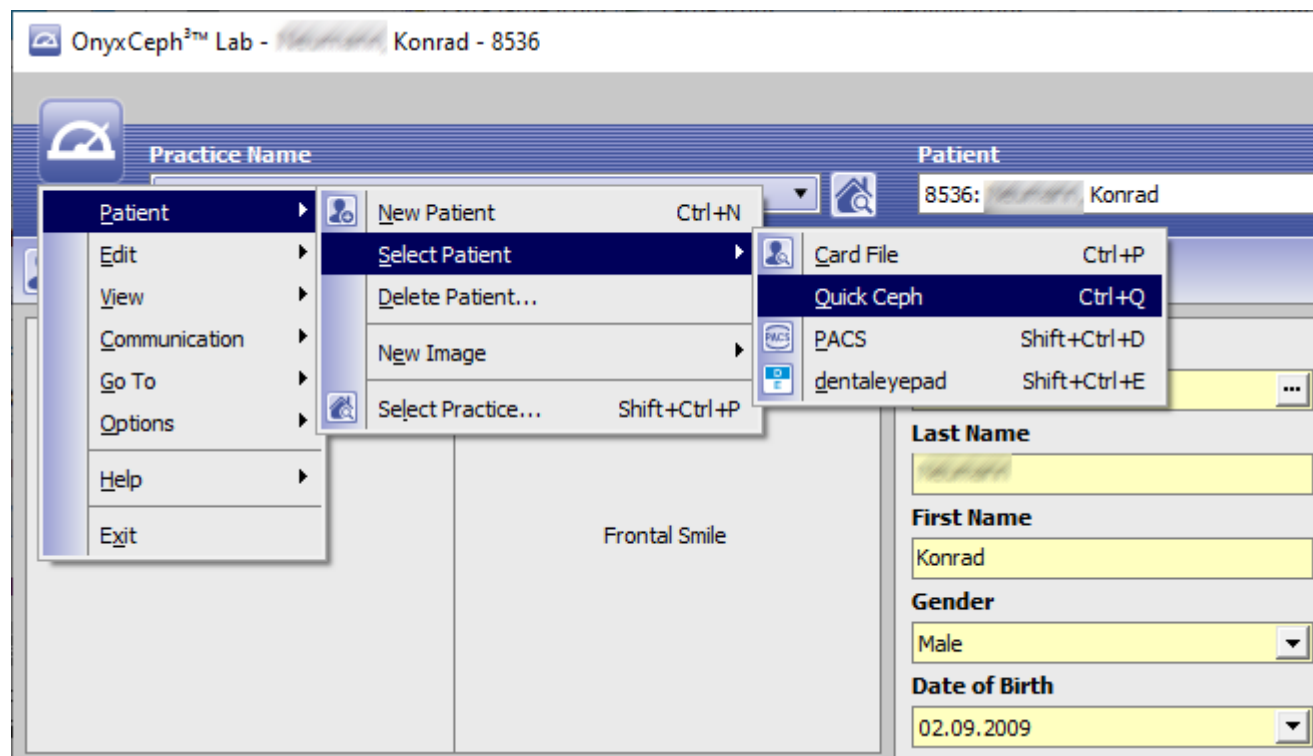 OnyxCeph³™ Lab - Konrad - 8536
Practice Name
Patient
8536: Konrad
Patient
Edit
View
Communication
Go To
Options
Help
Exit
New Patient Ctrl+N
Select Patient
Delete Patient...
New Image
Select Practice... Shift+Ctrl+P
Card File Ctrl+P
Quick Ceph Ctrl+Q
PACS PACS Shift+Ctrl+D
D E dentaleyepad Shift+Ctrl+E
...
Last Name
First Name
Konrad
Gender
Male
Date of Birth
02.09.2009
Frontal Smile